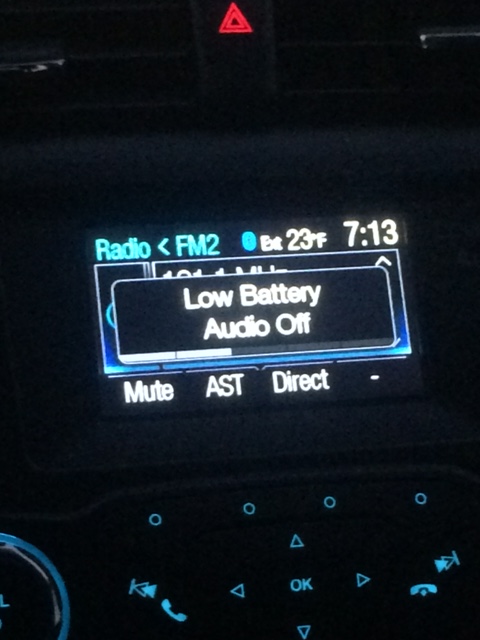 Radio < FM2 Ext 23°F 7:13
Low Battery
Audio Off
Mute AST Direct -
OK